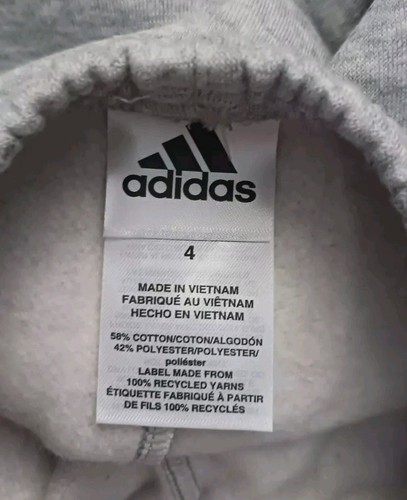 adidas
4
MADE IN VIETNAM
FABRIQUÉ AU VIÊTNAM
HECHO EN VIETNAM
58% COTTON/COTON/ALGODÓN
42% POLYESTER/POLYESTER/
poliéster
LABEL MADE FROM
100% RECYCLED YARNS
ÉTIQUETTE FABRIQUÉ À PARTIR
DE FILS 100% RECYCLÉS